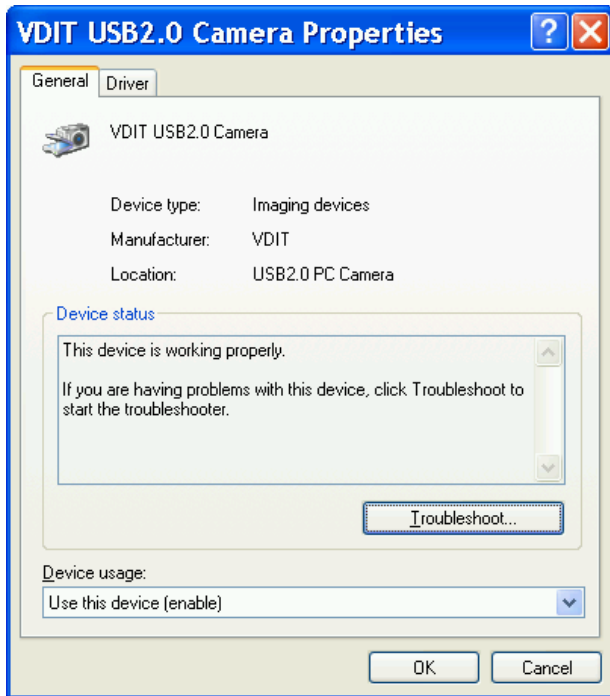 VDIT USB2.0 Camera Properties
General Driver
VDIT USB2.0 Camera
Device type: Imaging devices
Manufacturer: VDIT
Location: USB2.0 PC Camera
Device status
This device is working properly.
If you are having problems with this device, click Troubleshoot to
start the troubleshooter.
Troubleshoot...
Device usage:
Use this device (enable)
OK Cancel